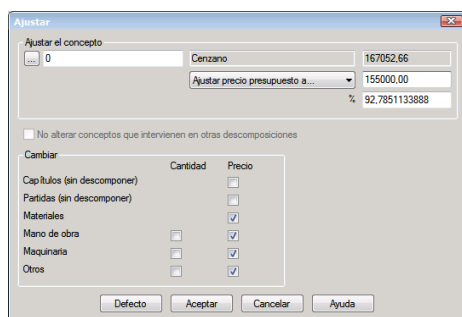 Ajustar
Ajustar el concepto
... 0 Cenzano 167052,66
Ajustar precio presupuesto a... 155000,00
% 92,7851133888
No alterar conceptos que intervienen en otras descomposiciones
Cambiar
Cantidad Precio
Capítulos (sin descomponer)
Partidas (sin descomponer)
Materiales
Mano de obra
Maquinaria
Otros
Defecto Aceptar Cancelar Ayuda